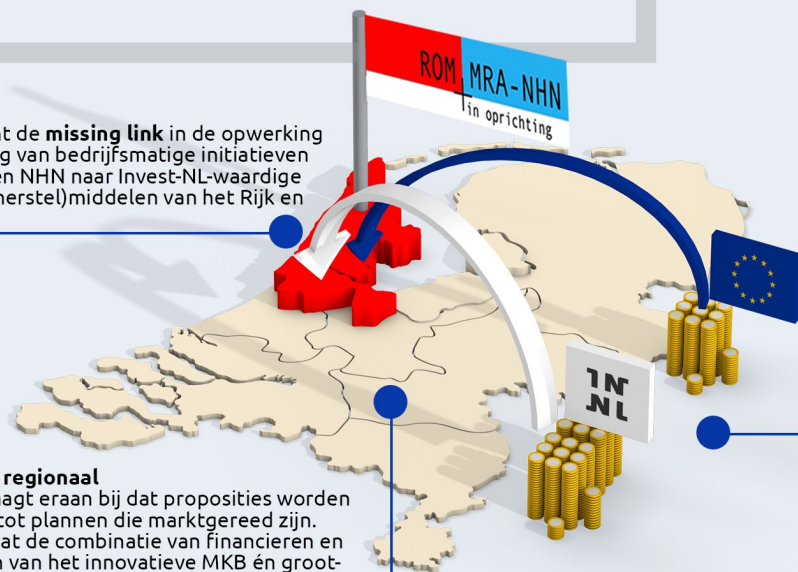 ROM MRA-NHN
in oprichting
de missing link in de opwerking
van bedrijfsmatige initiatieven
en NHN naar Invest-NL-waardige
herstel)middelen van het Rijk en
IN
NL
regionaal
aagt eraan bij dat proposities worden
tot plannen die marktgereed zijn.
at de combinatie van financieren en
van het innovatieve MKB én groot-